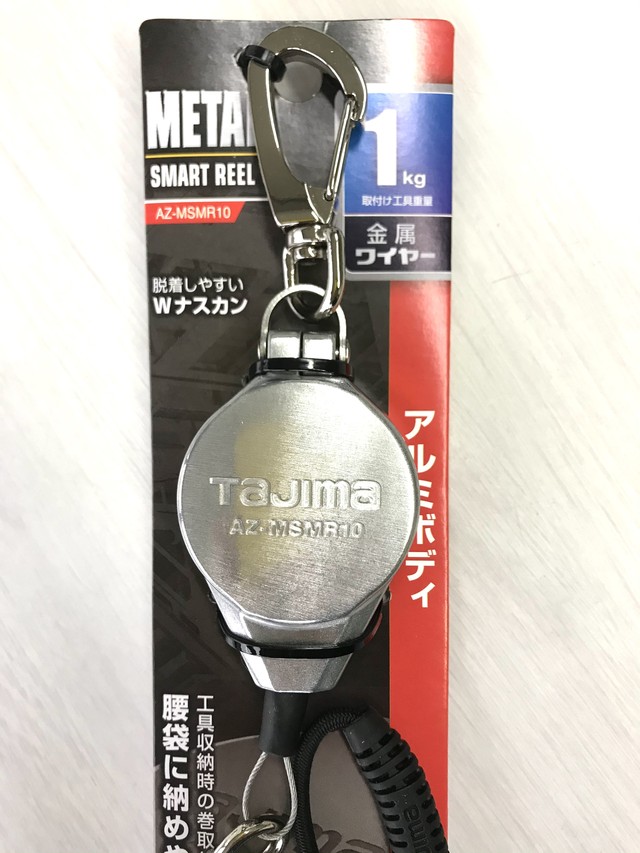 META
SMART REEL
AZ-MSMR10
脱着しやすい
Wナスカン
1kg
取付け工具重量
金属
ワイヤー
アルミボディ
TaJIma
AZ-MSMR10
工具収納時の巻取
腰袋に納めや